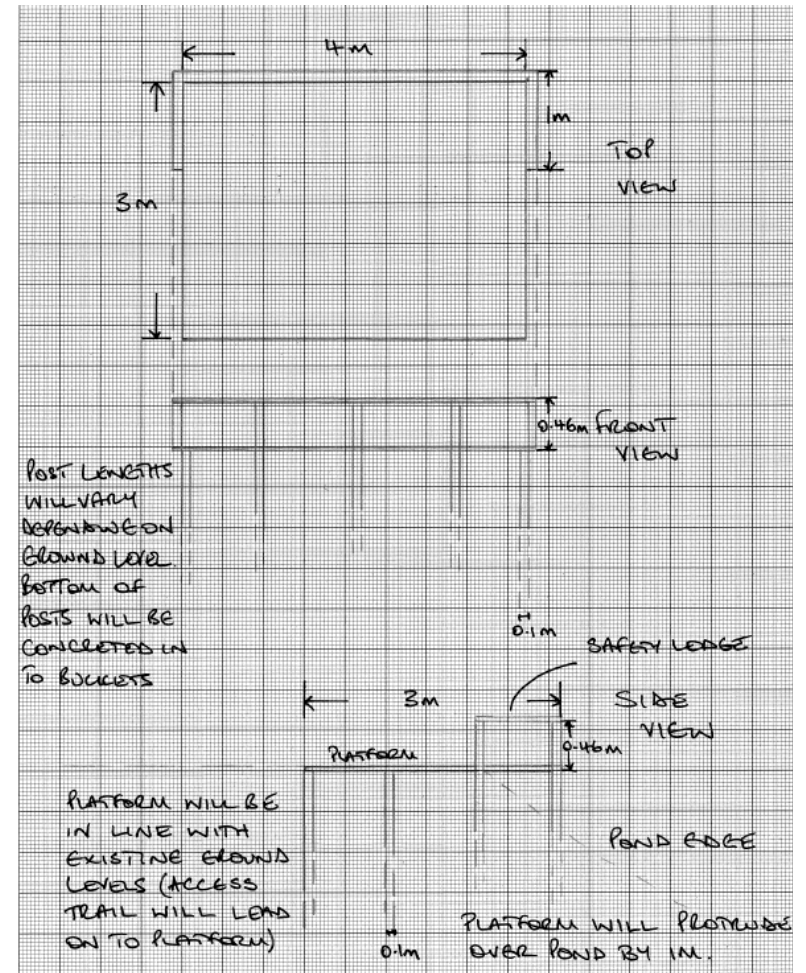 4m
1m
TOP
VIEW
3m
0.46m FRONT
VIEW
POST LENGTHS
WILL VARY
DEPENDING ON
GROUND LEVEL.
BOTTOM OF
POSTS WILL BE
CONCRETED IN
TO BUCKETS
0.1m
SAFETY LEDGE
3m
SIDE
VIEW
0.46m
PLATFORM
PLATFORM WILL BE
IN LINE WITH
EXISTING GROUND
LEVELS (ACCESS
TRAIL WILL LEAD
ON TO PLATFORM)
POND EDGE
0.1m
PLATFORM WILL PROTRUDE
OVER POND BY 1M.